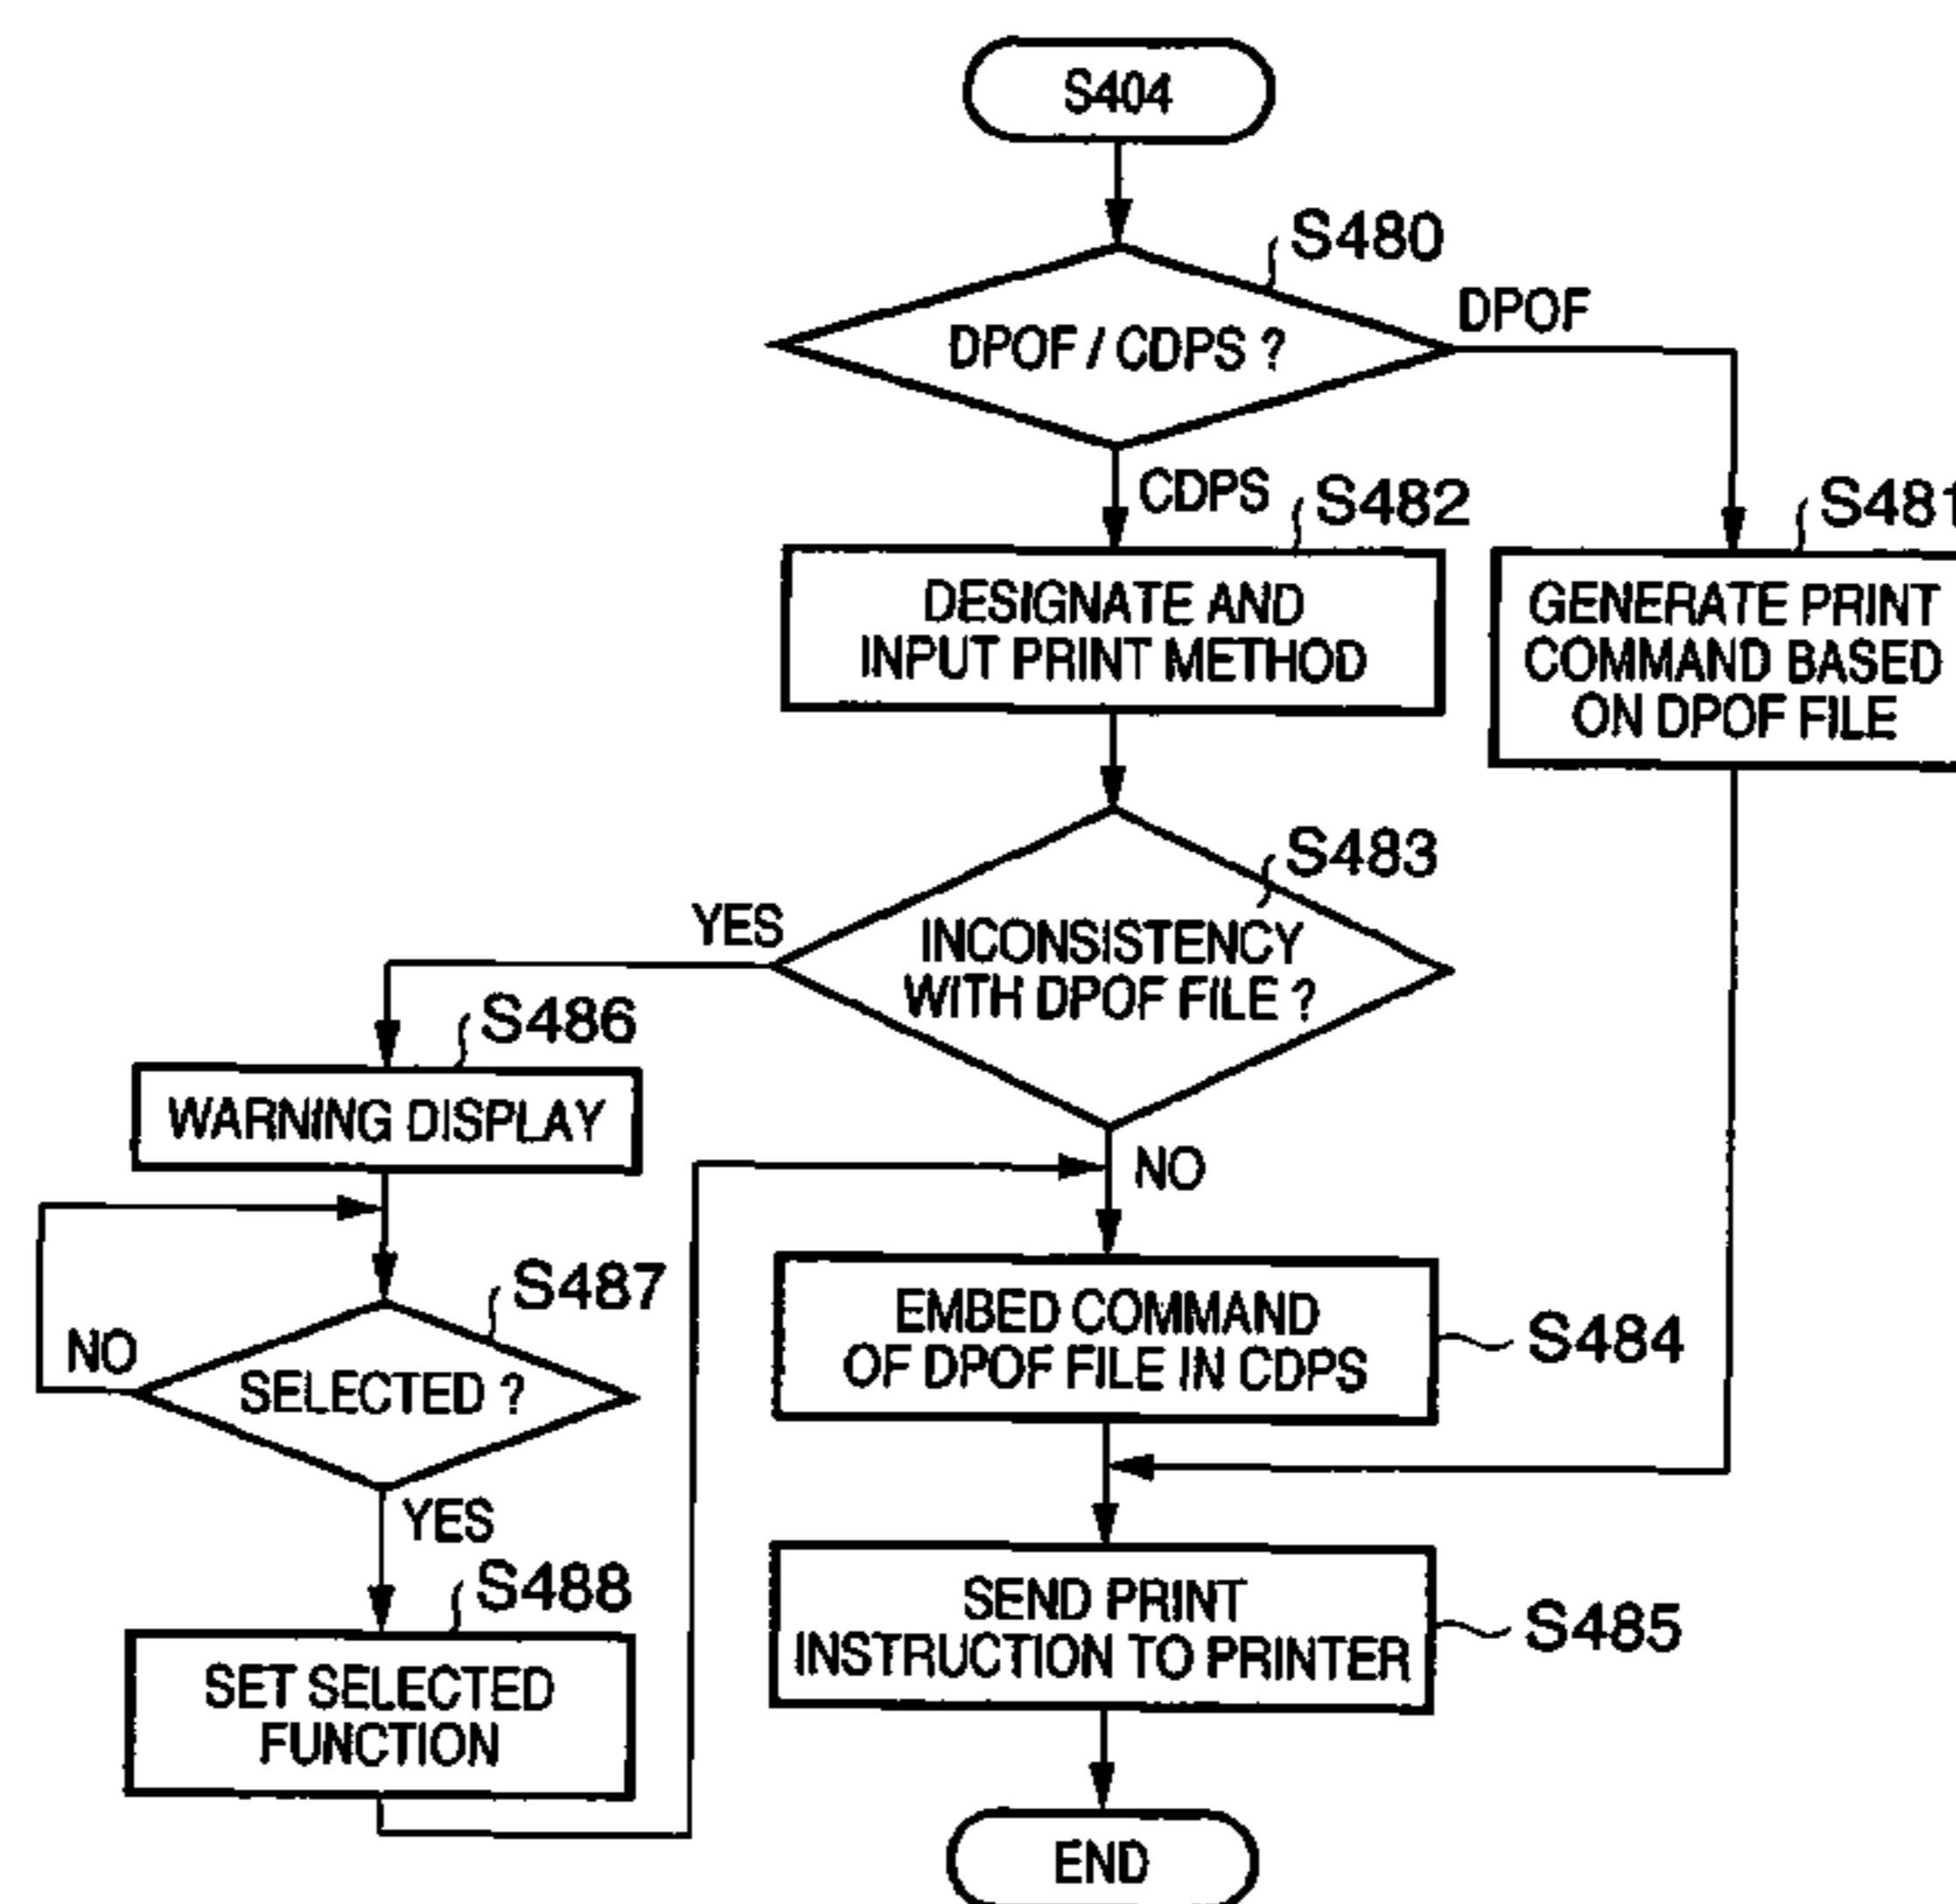 S404
S480
DPOF / CDPS ?
DPOF
CDPS
S482
DESIGNATE AND
INPUT PRINT METHOD
S481
GENERATE PRINT
COMMAND BASED
ON DPOF FILE
S483
INCONSISTENCY
WITH DPOF FILE ?
YES
NO
S486
WARNING DISPLAY
S487
SELECTED ?
NO
YES
S488
SET SELECTED
FUNCTION
EMBED COMMAND
OF DPOF FILE IN CDPS
S484
SEND PRINT
INSTRUCTION TO PRINTER
S485
END